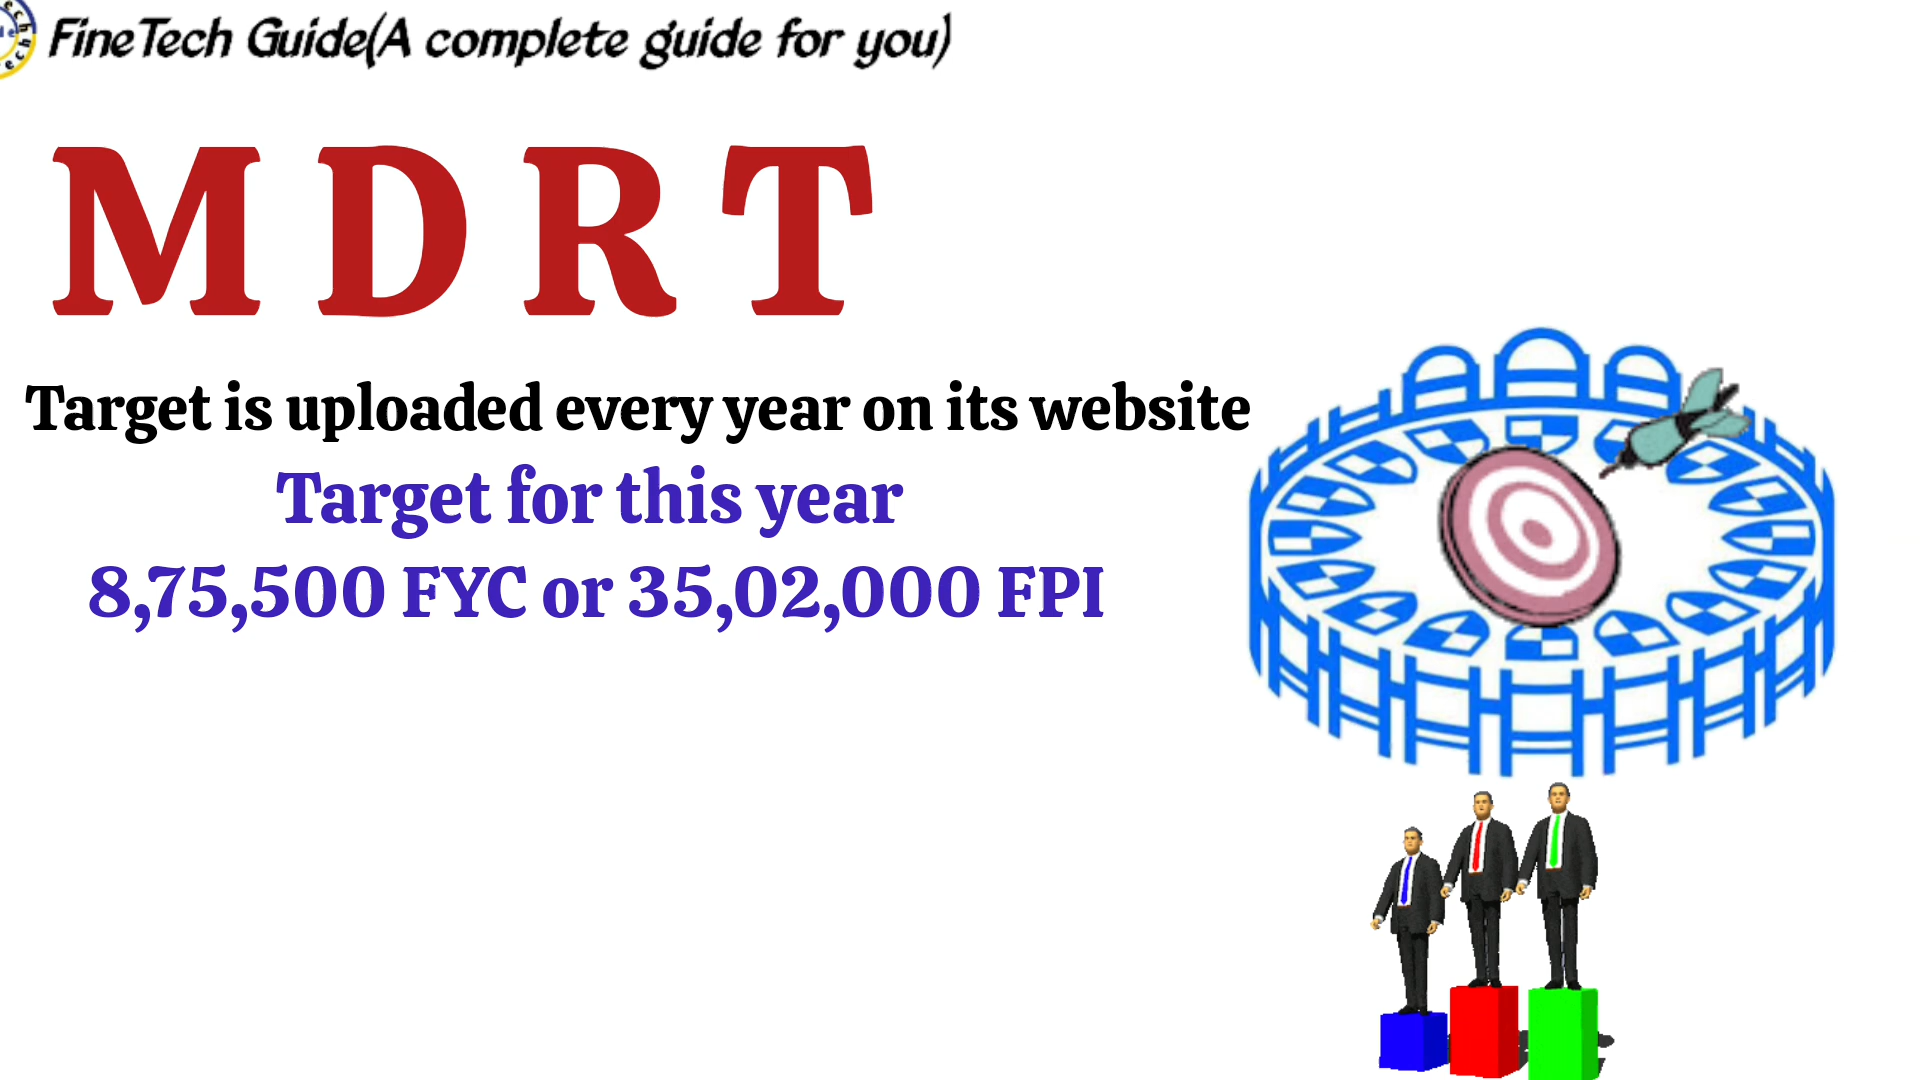 FineTech Guide(A complete guide for you)
M D R T
Target is uploaded every year on its website
Target for this year
8,75,500 FYC or 35,02,000 FPI